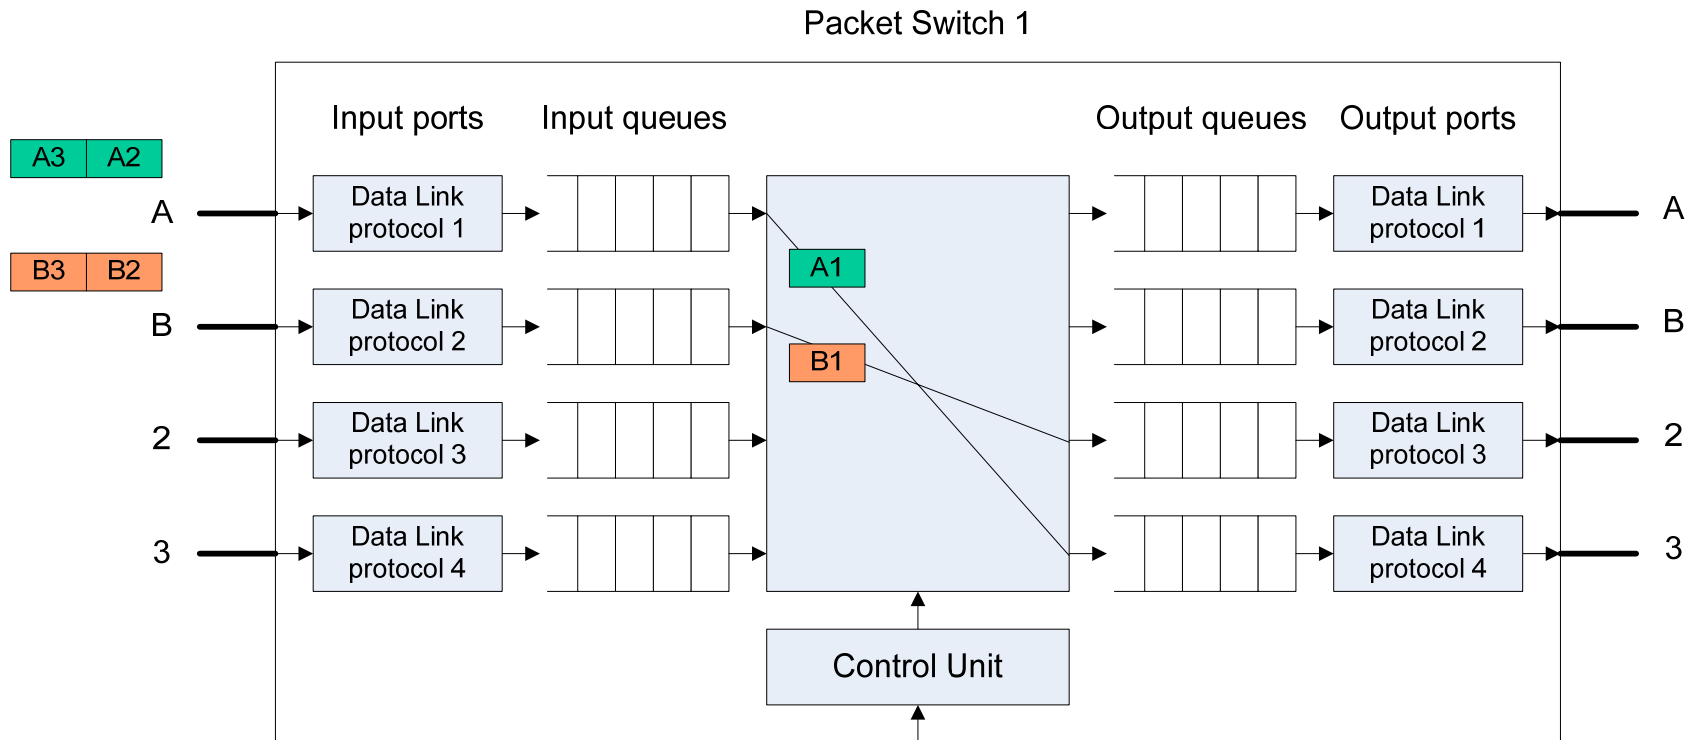 Packet Switch 1
Input ports
Input queues
Output queues
Output ports
A3 A2
A
Data Link
protocol 1
Data Link
protocol 1
A
A1
B3 B2
B
Data Link
protocol 2
Data Link
protocol 2
B
B1
2
Data Link
protocol 3
Data Link
protocol 3
2
3
Data Link
protocol 4
Data Link
protocol 4
3
Control Unit